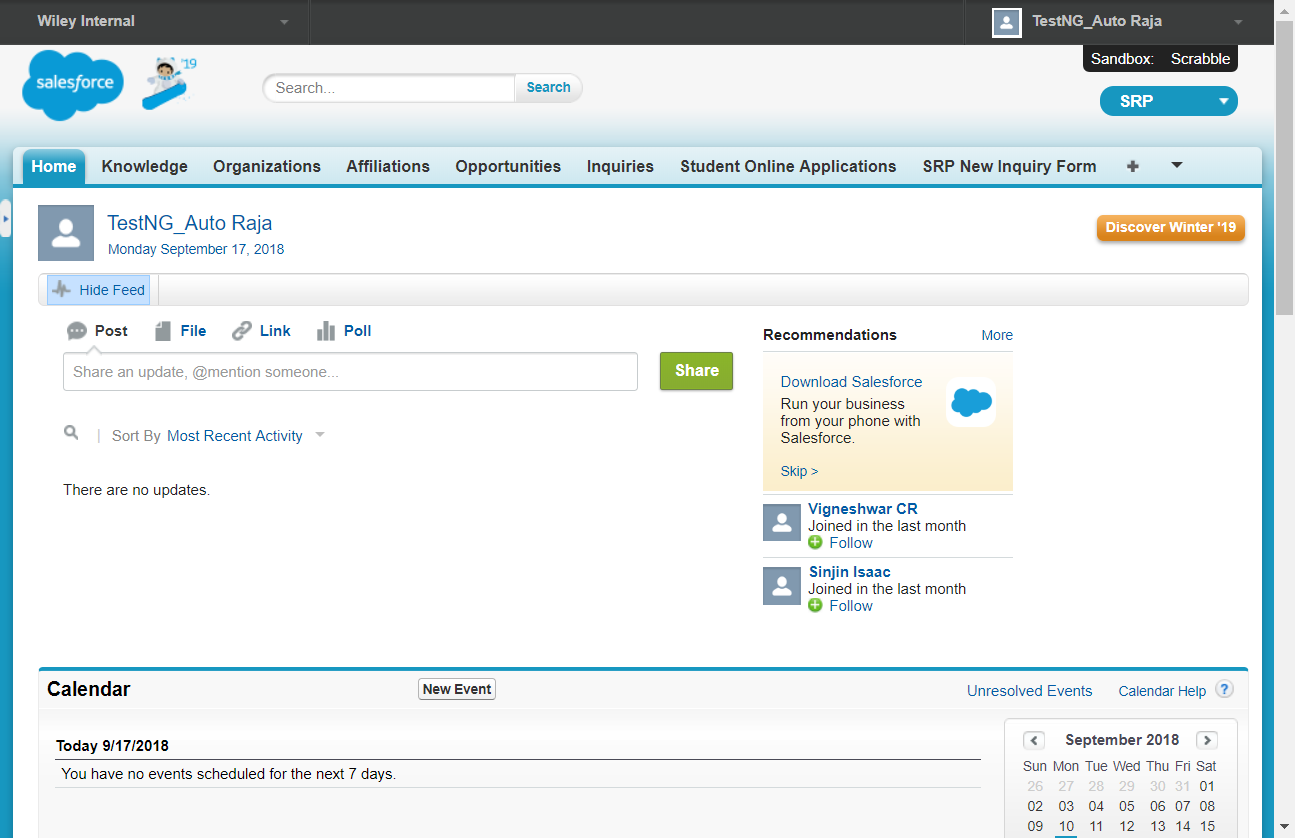 Wiley Internal
TestNG_Auto Raja
Sandbox: Scrabble
salesforce
'19
Search...
Search
SRP
Home Knowledge Organizations Affiliations Opportunities Inquiries Student Online Applications SRP New Inquiry Form
TestNG_Auto Raja
Monday September 17, 2018
Discover Winter '19
Hide Feed
Post File Link Poll
Share an update, @mention someone...
Share
Sort By Most Recent Activity
There are no updates.
Recommendations More
Download Salesforce
Run your business
from your phone with
Salesforce.
Skip >
Vigneshwar CR
Joined in the last month
Follow
Sinjin Isaac
Joined in the last month
Follow
Calendar
New Event
Unresolved Events
Calendar Help ?
Today 9/17/2018
You have no events scheduled for the next 7 days.
September 2018
Sun Mon Tue Wed Thu Fri Sat
26 27 28 29 30 31 01
02 03 04 05 06 07 08
09 10 11 12 13 14 15